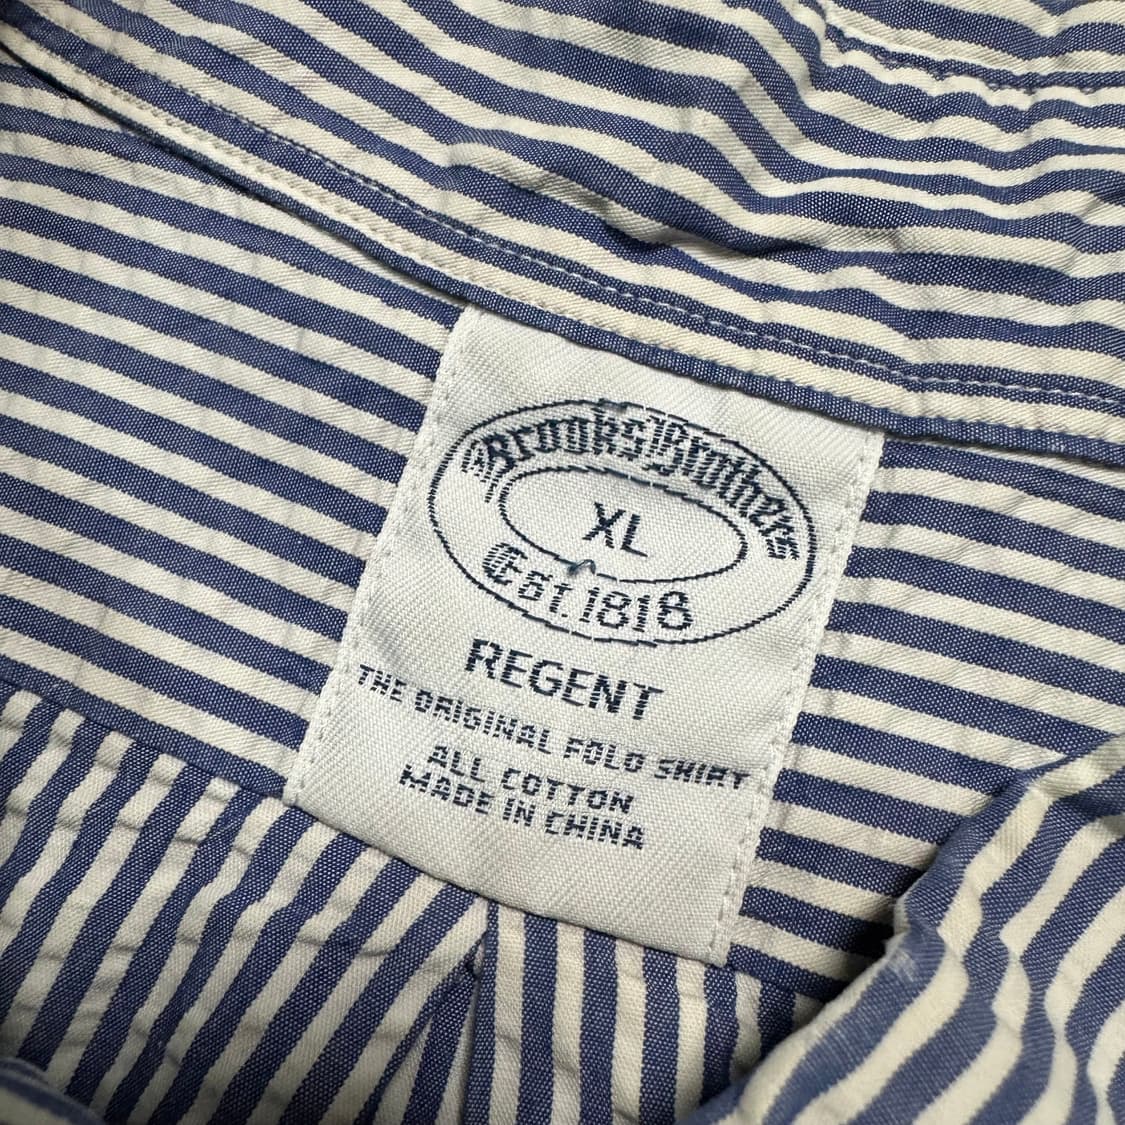 Brooks Brothers
XL
Est. 1818
REGENT
THE ORIGINAL POLO SHIRT
ALL COTTON
MADE IN CHINA